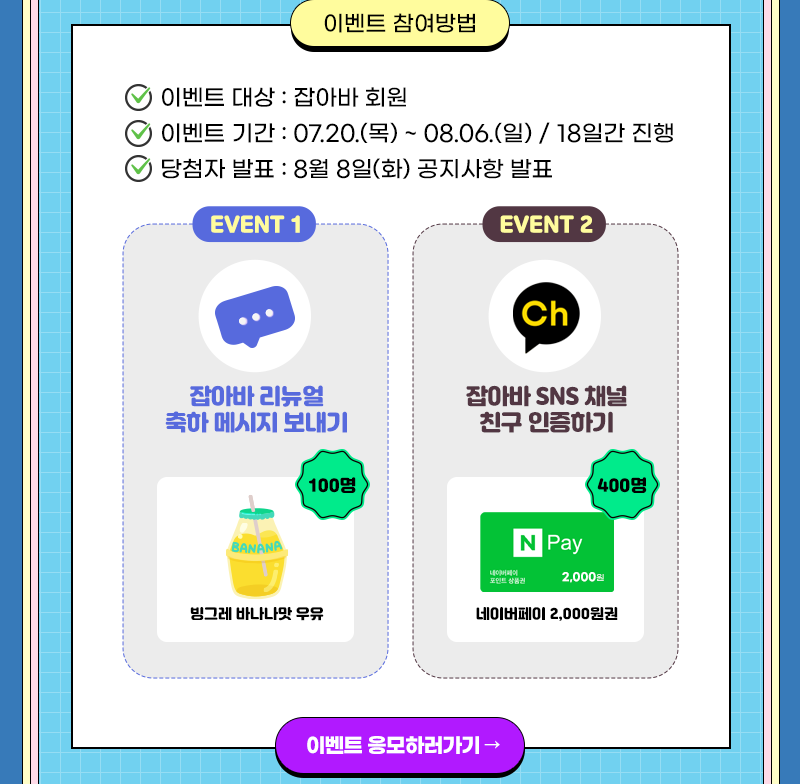 이벤트 참여방법
이벤트 대상 : 잡아바 회원
이벤트 기간 : 07.20.(목) ~ 08.06.(일) / 18일간 진행
당첨자 발표 : 8월 8일(화) 공지사항 발표
EVENT 1
잡아바 리뉴얼
축하 메시지 보내기
100명
BANANA
빙그레 바나나맛 우유
EVENT 2
Ch
잡아바 SNS 채널
친구 인증하기
400명
N Pay
네이버페이
포인트 상품권
2,000원
네이버페이 2,000원권
이벤트 응모하러가기→